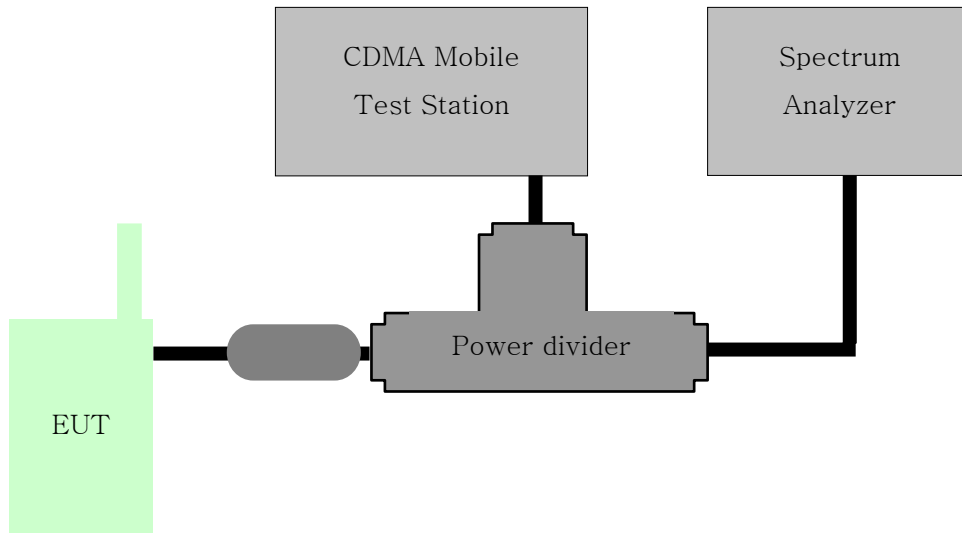 CDMA Mobile
Test Station
Spectrum
Analyzer
Power divider
EUT